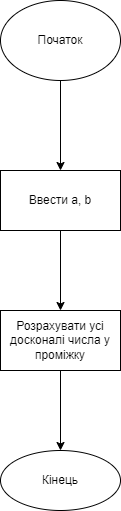 Початок
Ввести a, b
Розрахувати усі
досконалі числа у
проміжку
Кінець